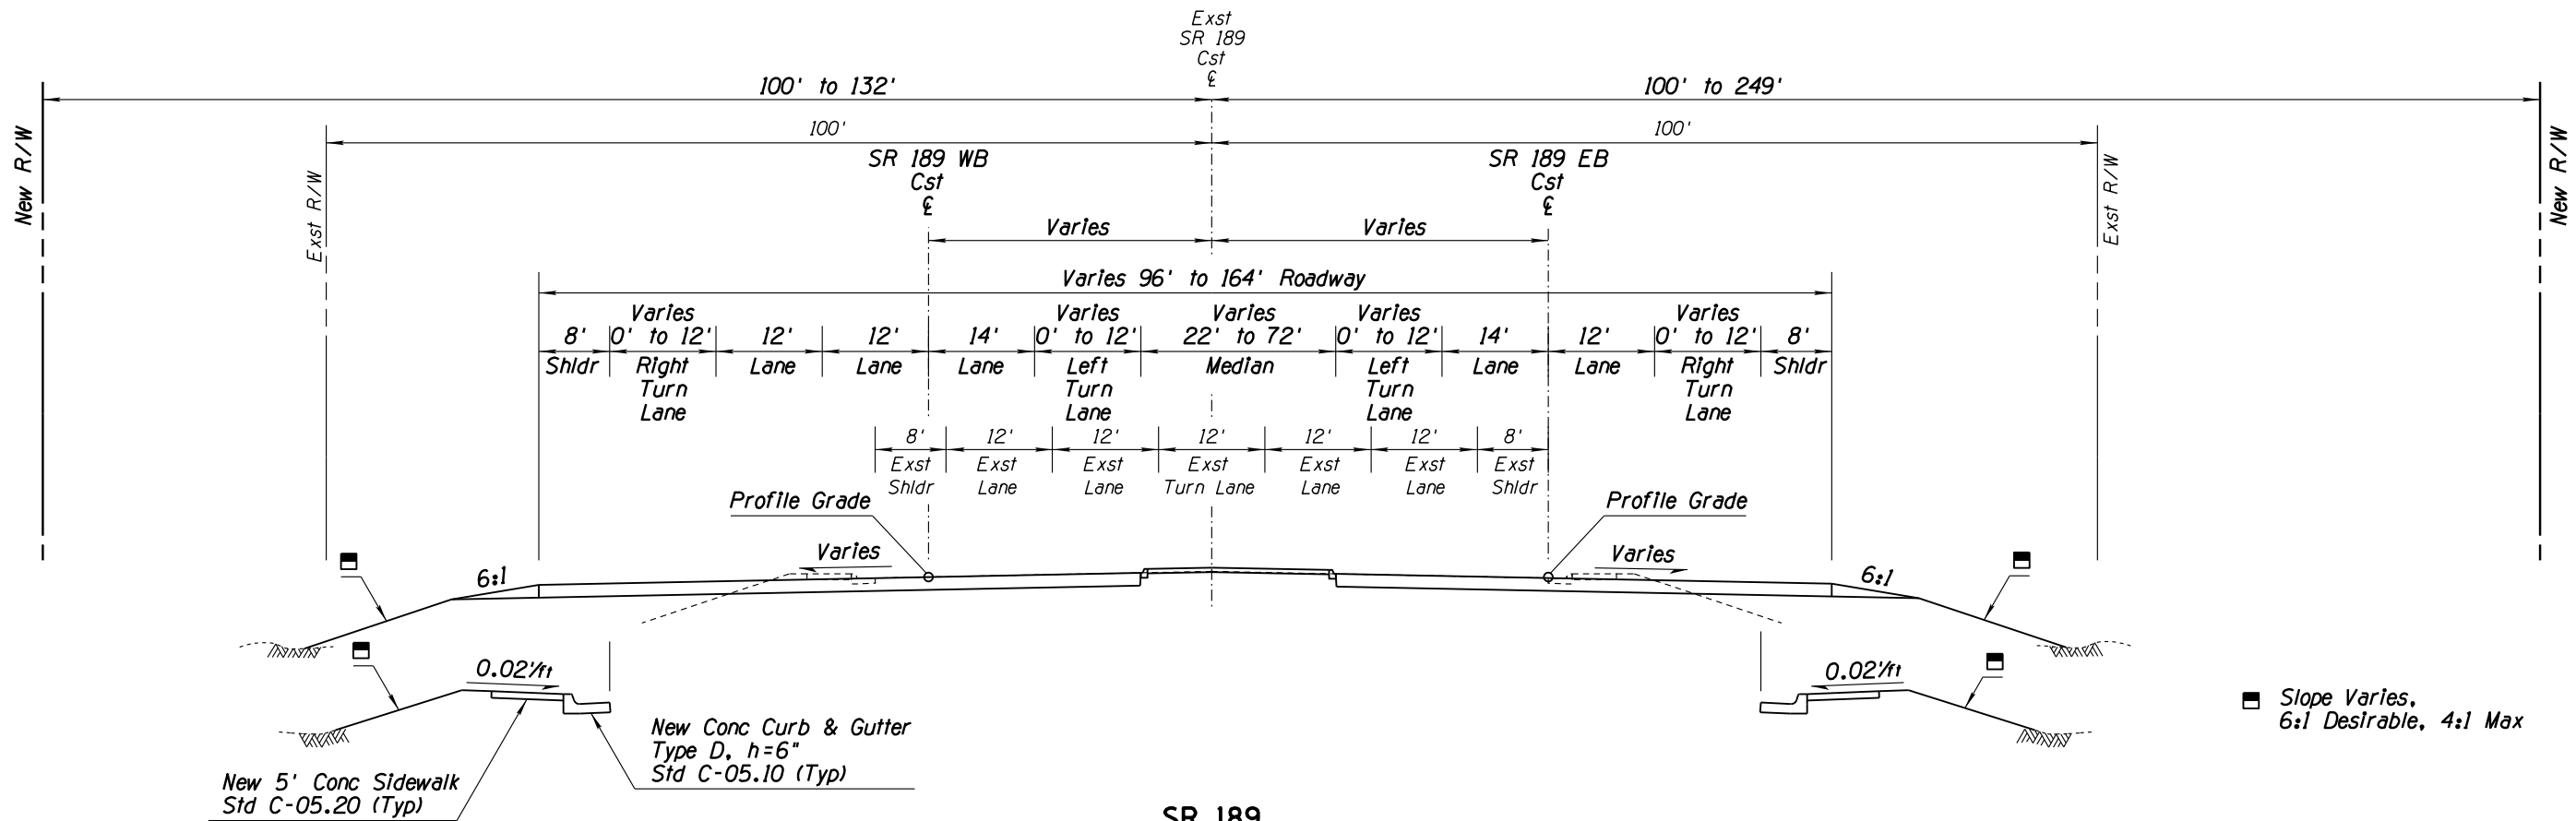 Exst
SR 189
Cst
℄
100' to 132'
100' to 249'
New R/W
New R/W
100'
100'
Exst R/W
Exst R/W
SR 189 WB
Cst
℄
SR 189 EB
Cst
℄
Varies
Varies
Varies 96' to 164' Roadway
Varies
Varies
Varies
Varies
Varies
8'
0' to 12'
12'
12'
14'
0' to 12'
22' to 72'
0' to 12'
14'
12'
0' to 12'
8'
Shldr
Right
Turn
Lane
Lane
Lane
Lane
Left
Turn
Lane
Median
Left
Turn
Lane
Lane
Lane
Right
Turn
Lane
Shldr
8'
12'
12'
12'
12'
12'
8'
Exst
Shldr
Exst
Lane
Exst
Lane
Exst
Turn Lane
Exst
Lane
Exst
Lane
Exst
Shldr
Profile Grade
Profile Grade
Varies
Varies
6:1
6:1
0.02'/ft
0.02'/ft
New Conc Curb & Gutter
Type D, h=6"
Std C-05.10 (Typ)
New 5' Conc Sidewalk
Std C-05.20 (Typ)
Slope Varies,
6:1 Desirable, 4:1 Max
SR 189